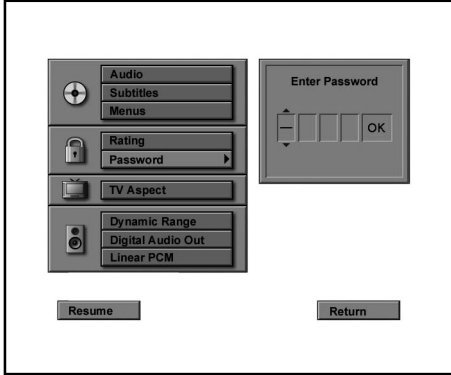 Audio
Subtitles
Menus
Rating
Password
TV Aspect
Dynamic Range
Digital Audio Out
Linear PCM
Enter Password
OK
Resume
Return